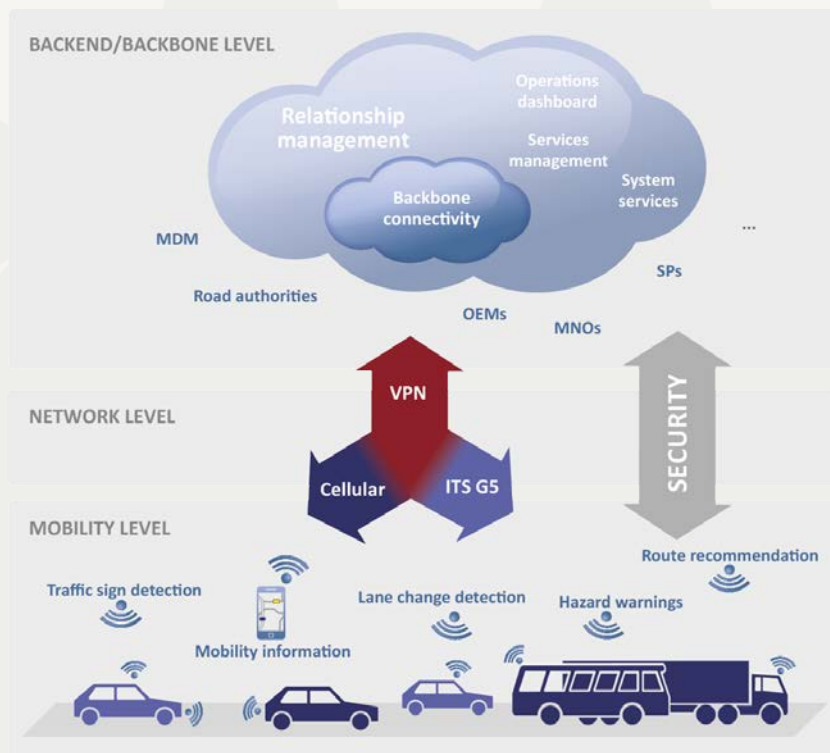 BACKEND/BACKBONE LEVEL
Operations
dashboard
Relationship
management
Services
management
System
services
Backbone
connectivity
MDM
...
SPs
Road authorities
OEMs
MNOs
VPN
SECURITY
NETWORK LEVEL
Cellular
ITS G5
MOBILITY LEVEL
Route recommendation
Traffic sign detection
Lane change detection
Hazard warnings
Mobility information